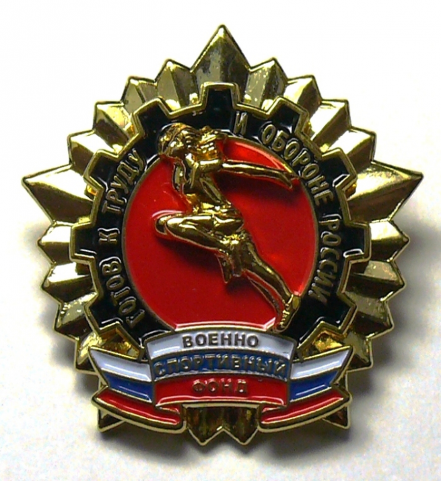 ГОТОВ К ТРУДУ И ОБОРОНЕ РОССИИ
ВОЕННО
СПОРТИВНЫЙ
ФОНД